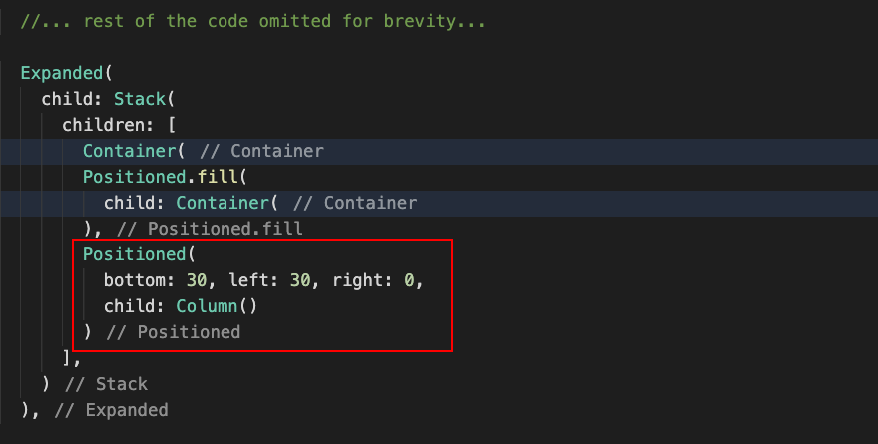 //... rest of the code omitted for brevity...
Expanded(
child: Stack(
children: [
Container( // Container
Positioned.fill(
child: Container( // Container
), // Positioned.fill
Positioned(
bottom: 30, left: 30, right: 0,
child: Column()
) // Positioned
],
) // Stack
), // Expanded